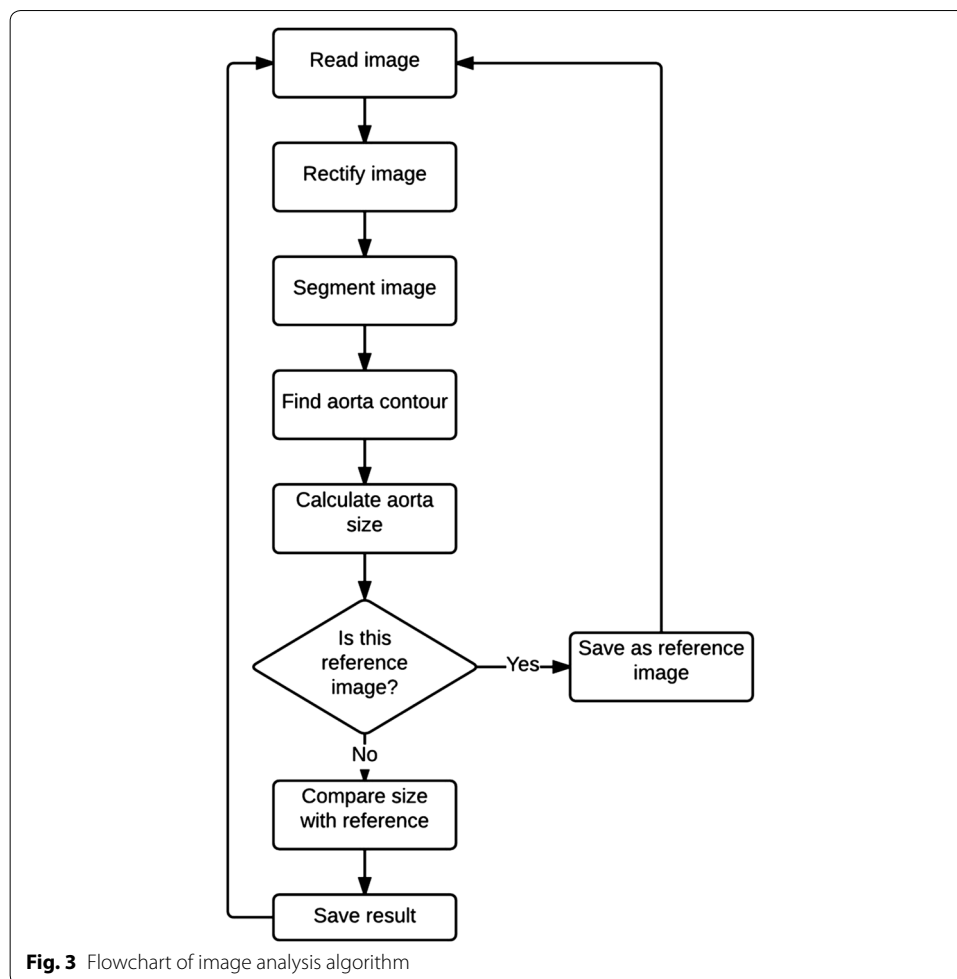 Read image
Rectify image
Segment image
Find aorta contour
Calculate aorta
size
Is this
reference
image?
Yes
Save as reference
image
No
Compare size
with reference
Save result
Fig. 3 Flowchart of image analysis algorithm